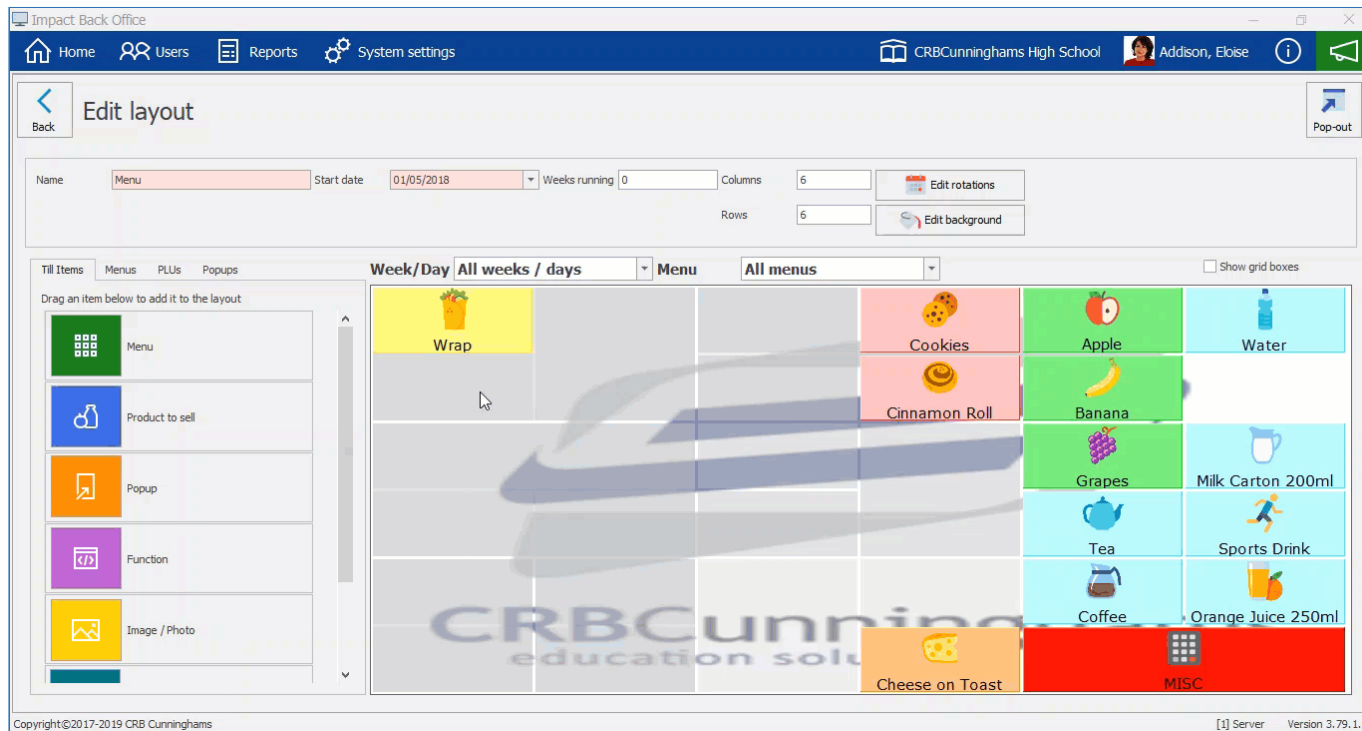 Impact Back Office
Home Users Reports System settings CRBCunninghams High School Addison, Eloise
Back Edit layout Pop-out
Name Menu Start date 01/05/2018 Weeks running 0 Columns 6 Edit rotations
Rows 6 Edit background
Till Items Menus PLUs Popups Week/Day All weeks / days Menu All menus Show grid boxes
Drag an item below to add it to the layout
Menu
Product to sell
Popup
Function
Image / Photo
Wrap Cookies Apple Water
Cinnamon Roll Banana
Grapes Milk Carton 200ml
Tea Sports Drink
Coffee Orange Juice 250ml
CRBCunning
education solu
Cheese on Toast MISC
Copyright©2017-2019 CRB Cunninghams [1] Server Version 3.79.1.